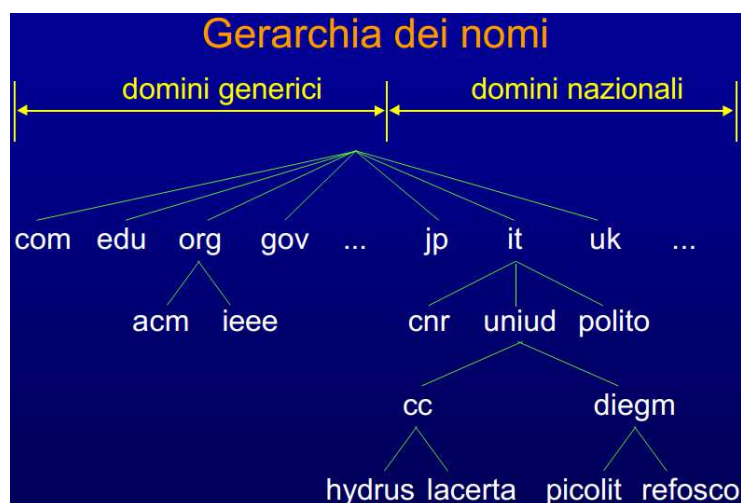 Gerarchia dei nomi
domini generici domini nazionali
com edu org gov ... jp it uk ...
acm ieee cnr uniud polito
cc diegm
hydrus lacerta picolit refosco